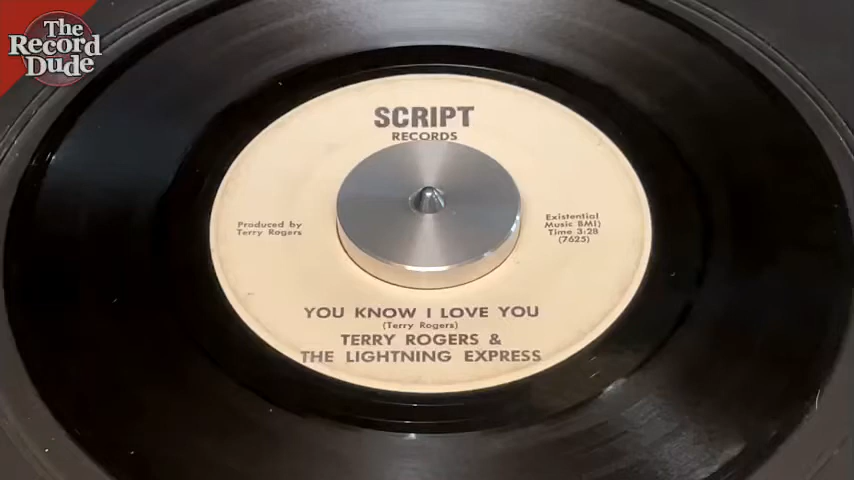 The
Record
Dude
SCRIPT
RECORDS
Produced by
Terry Rogers
Existential
Music BMI)
Time 3:28
(7625)
YOU KNOW I LOVE YOU
(Terry Rogers)
TERRY ROGERS &
THE LIGHTNING EXPRESS